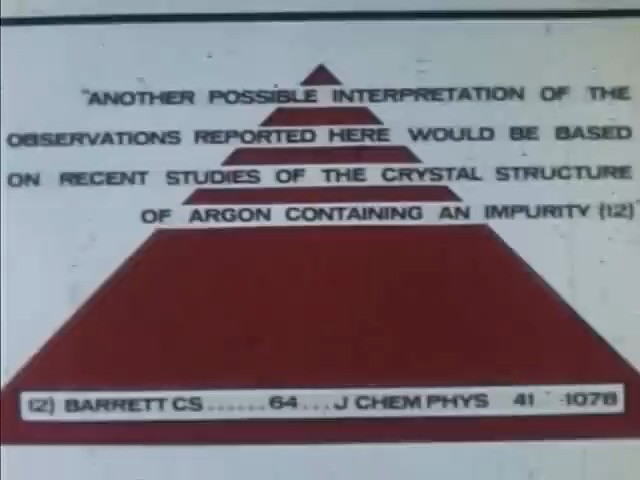 "ANOTHER POSSIBLE INTERPRETATION OF THE
OBSERVATIONS REPORTED HERE WOULD BE BASED
ON RECENT STUDIES OF THE CRYSTAL STRUCTURE
OF ARGON CONTAINING AN IMPURITY (12)"
(2) BARRETT CS......64...J CHEM PHYS 41 1078